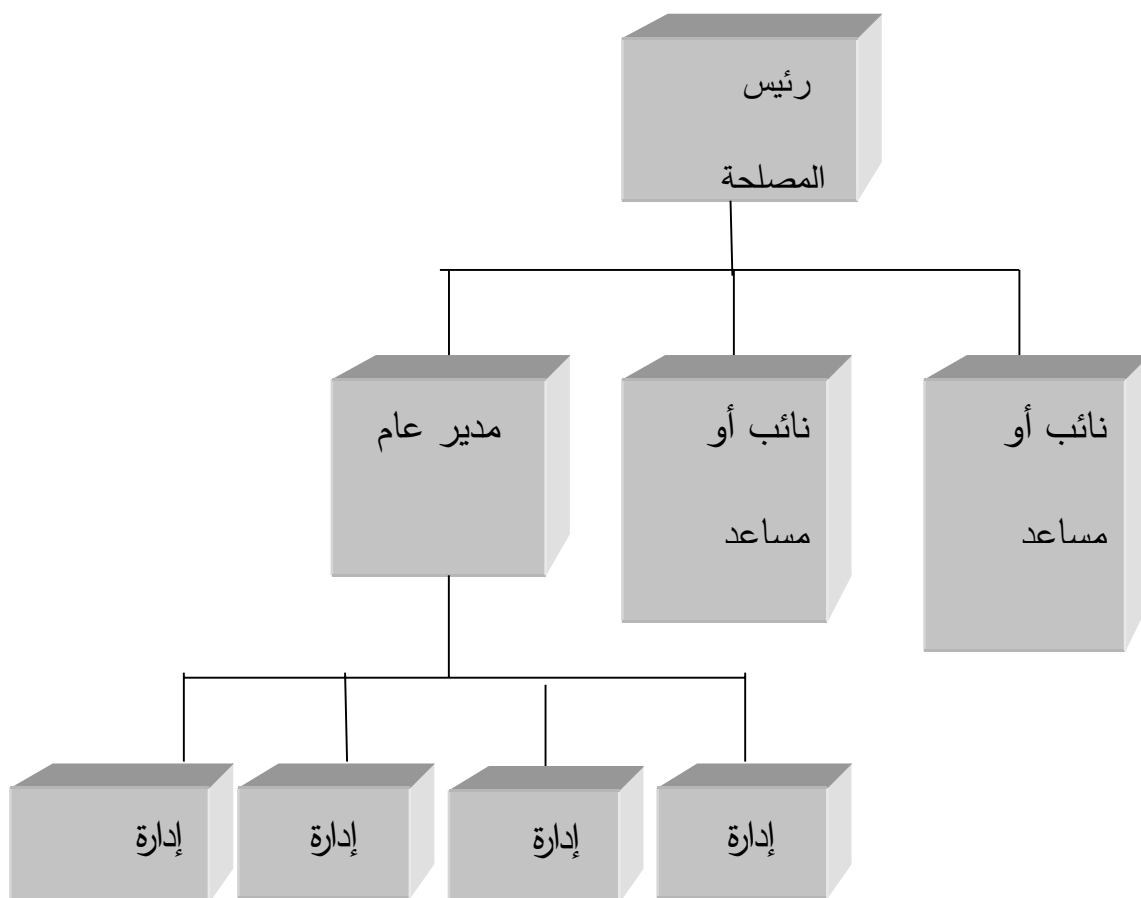 رئيس
المصلحة
نائب أو
مساعد
نائب أو
مساعد
مدير عام
إدارة
إدارة
إدارة
إدارة